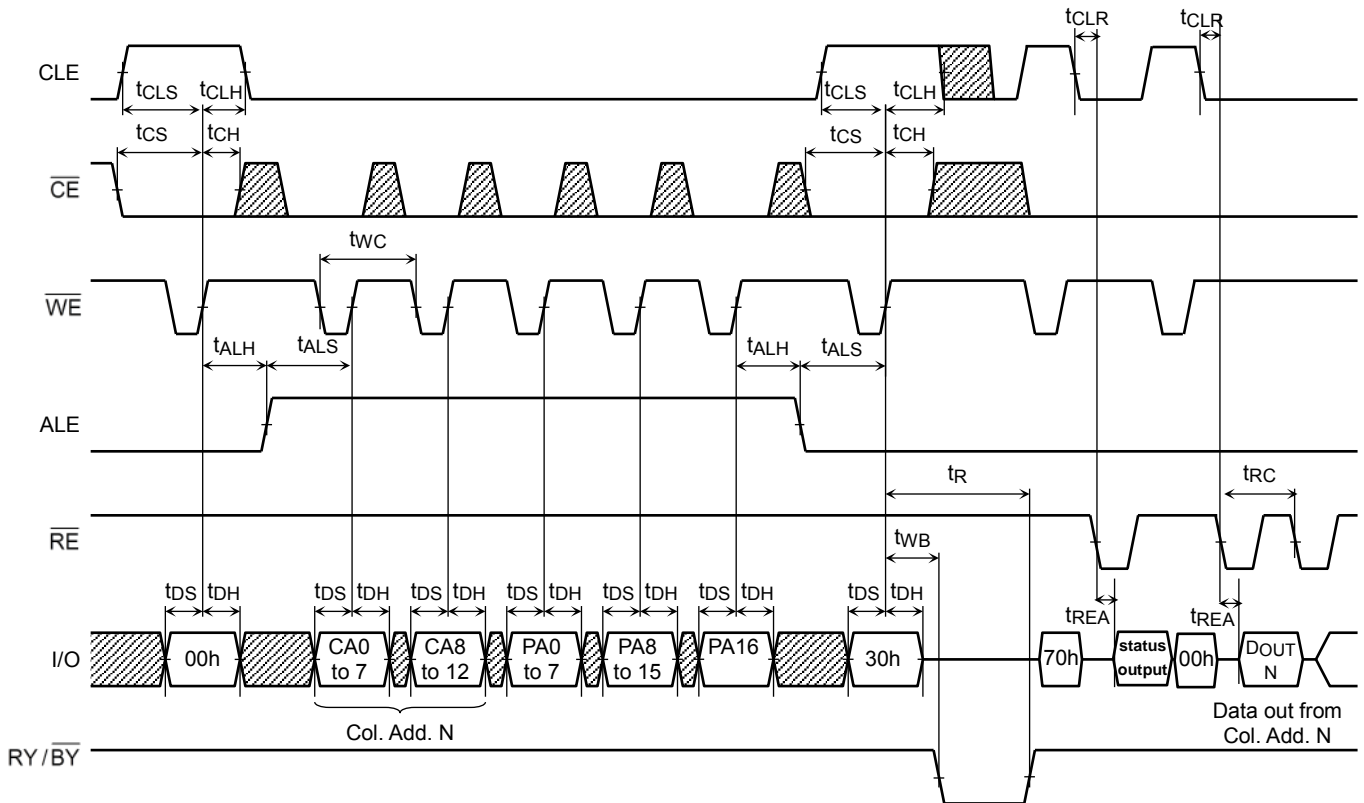 tCLR tCLR
CLE
tCLS tCLH tCLS tCLH
tCS tCH tCS tCH
CE
tWC
WE
tALH tALS tALH tALS
ALE
tR tRC
RE
tWB
tDS tDH tDS tDH tDS tDH tDS tDH tDS tDH tDS tDH tDS tDH
tREA tREA
I/O 00h CA0 to 7 CA8 to 12 PA0 to 7 PA8 to 15 PA16 30h 70h status output 00h DOUT N
Col. Add. N
Data out from
Col. Add. N
RY/BY